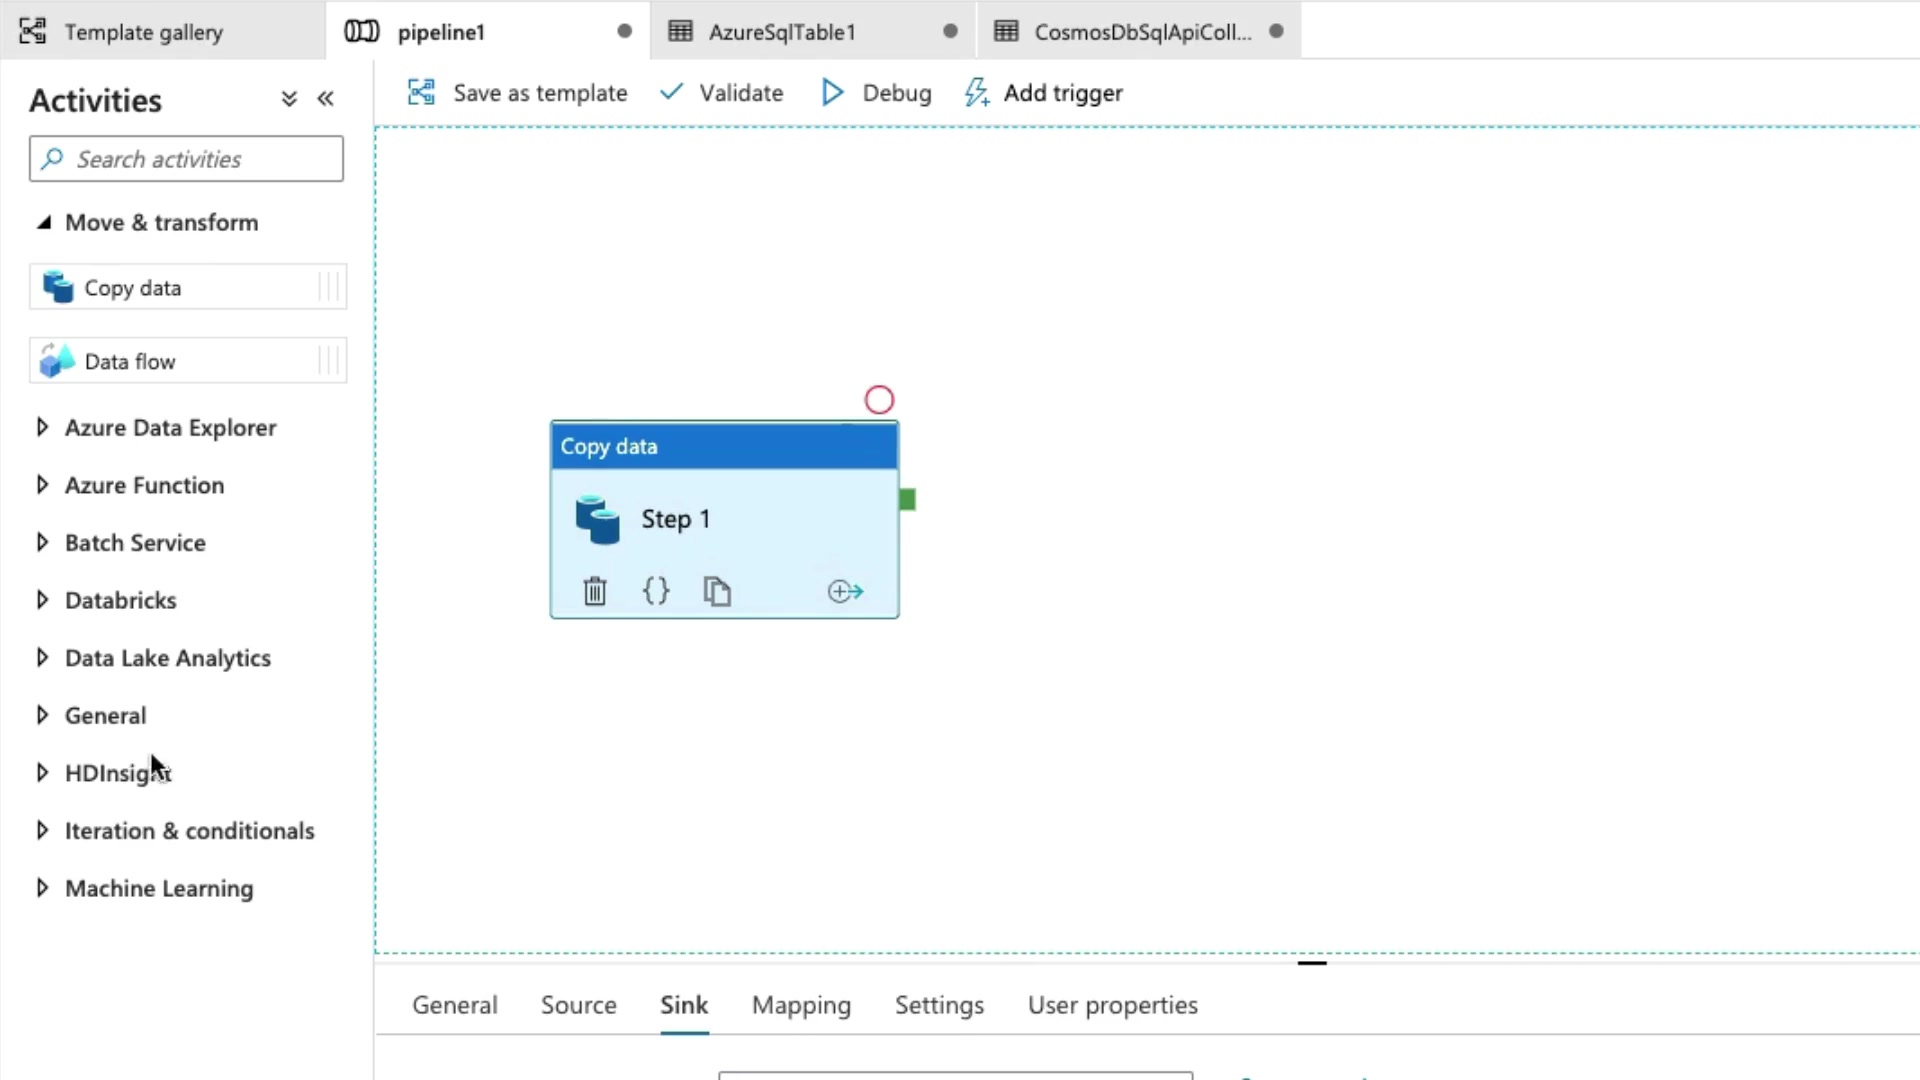 Template gallery
pipeline1
AzureSqlTable1
CosmosDbSqlApiColl...
Activities
Save as template
Validate
Debug
Add trigger
Search activities
Move & transform
Copy data
Data flow
Azure Data Explorer
Azure Function
Batch Service
Databricks
Data Lake Analytics
General
HDInsight
Iteration & conditionals
Machine Learning
Copy data
Step 1
General
Source
Sink
Mapping
Settings
User properties